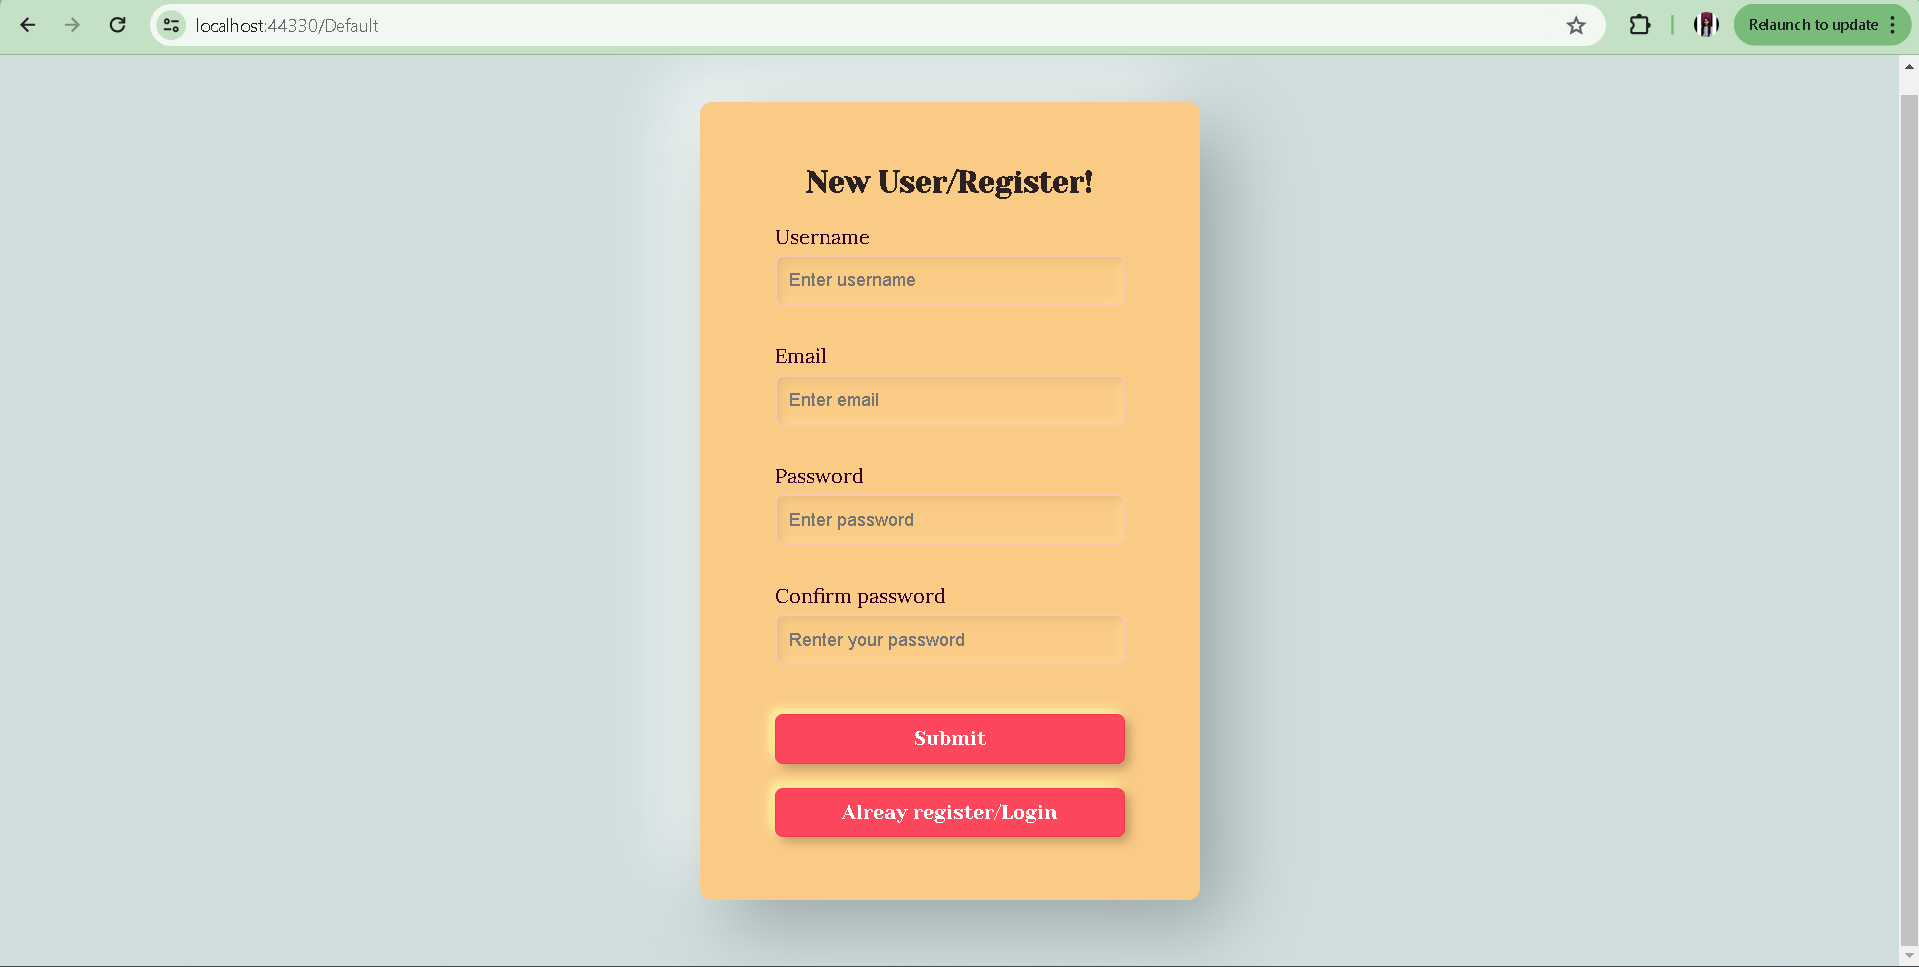 localhost:44330/Default
Relaunch to update
New User/Register!
Username
Enter username
Email
Enter email
Password
Enter password
Confirm password
Renter your password
Submit
Alreay register/Login